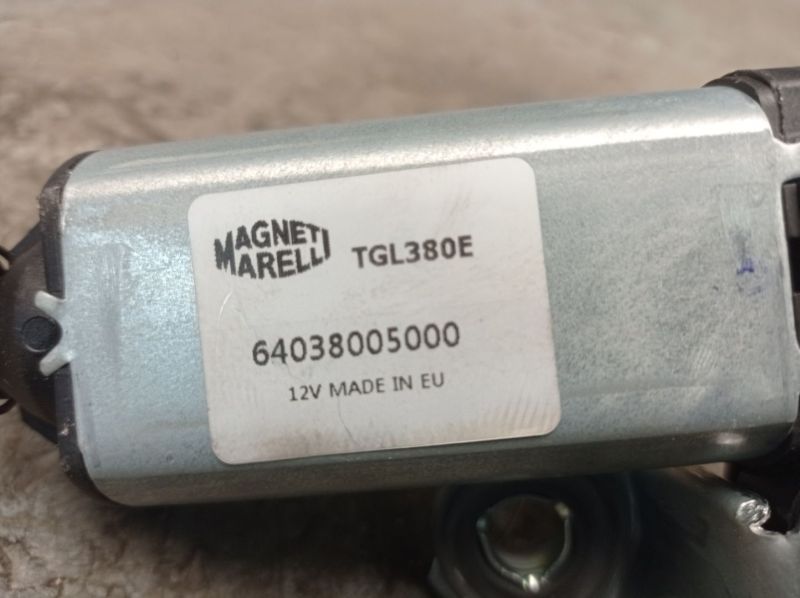 MAGNETI
MARELLI
TGL380E
64038005000
12V MADE IN EU